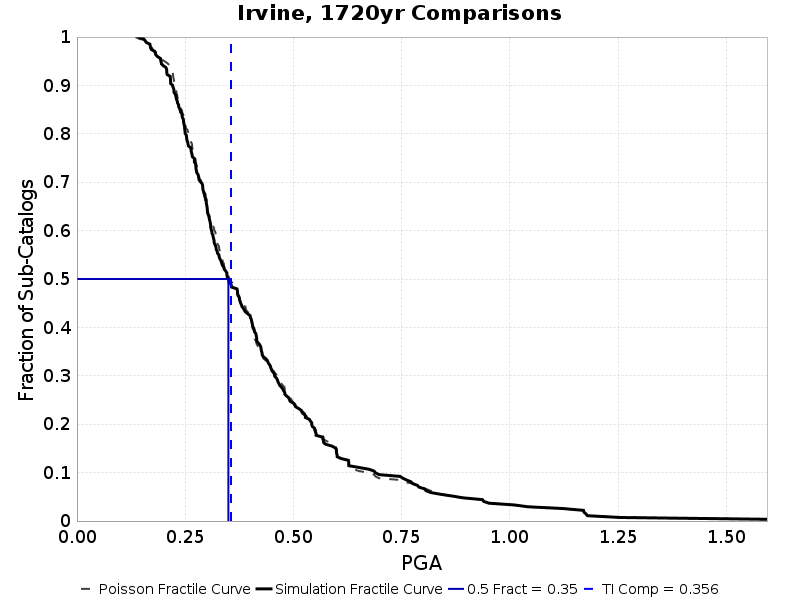 Irvine, 1720yr Comparisons
Fraction of Sub-Catalogs
1
0.9
0.8
0.7
0.6
0.5
0.4
0.3
0.2
0.1
0
0.00 0.25 0.50 0.75 1.00 1.25 1.50
PGA
Poisson Fractile Curve Simulation Fractile Curve 0.5 Fract = 0.35 TI Comp = 0.356